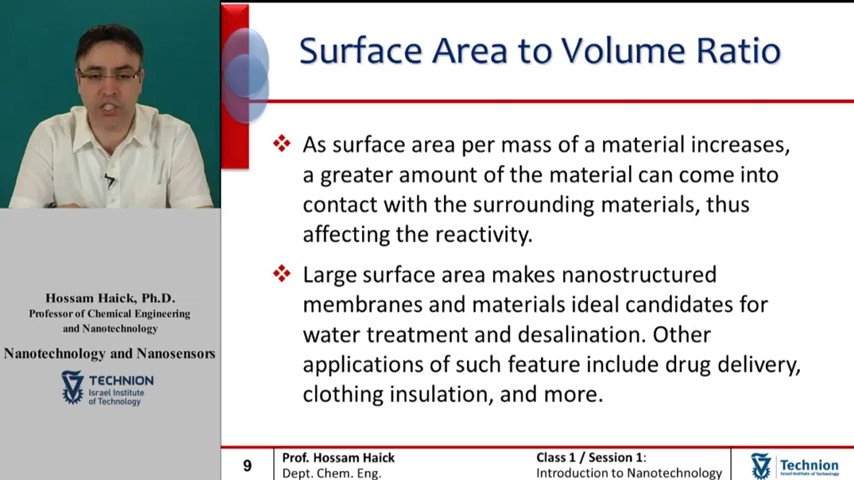 Surface Area to Volume Ratio
As surface area per mass of a material increases,
a greater amount of the material can come into
contact with the surrounding materials, thus
affecting the reactivity.
Large surface area makes nanostructured
membranes and materials ideal candidates for
water treatment and desalination. Other
applications of such feature include drug delivery,
clothing insulation, and more.
Hossam Haick, Ph.D.
Professor of Chemical Engineering
and Nanotechnology
Nanotechnology and Nanosensors
TECHNION
Israel Institute
of Technology
9
Prof. Hossam Haick
Dept. Chem. Eng.
Class 1 / Session 1:
Introduction to Nanotechnology
Technion
Israel Institute of Technology